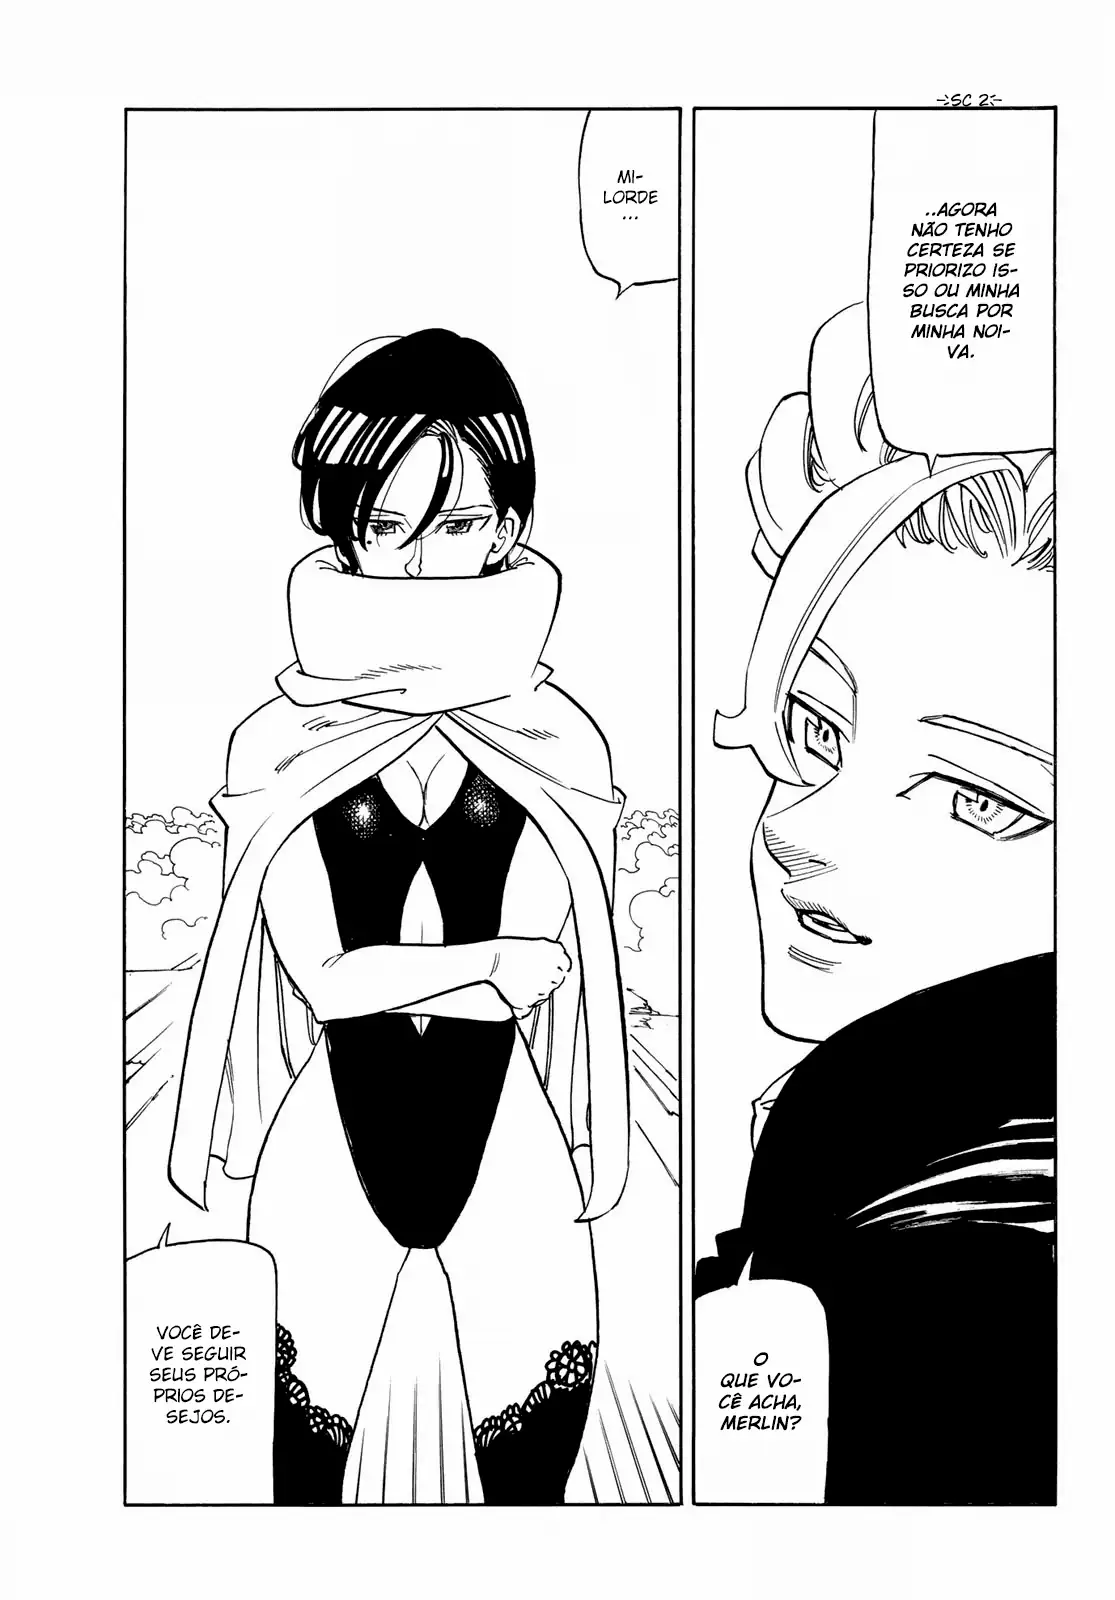 SC 2
..AGORA
NÃO TENHO
CERTEZA SE
PRIORIZO IS-
SO OU MINHA
BUSCA POR
MINHA NOI-
VA.
O
QUE VO-
CÊ ACHA,
MERLIN?
MI-
LORDE
...
VOCÊ DE-
VE SEGUIR
SEUS PRÓ-
PRIOS DE-
SEJOS.